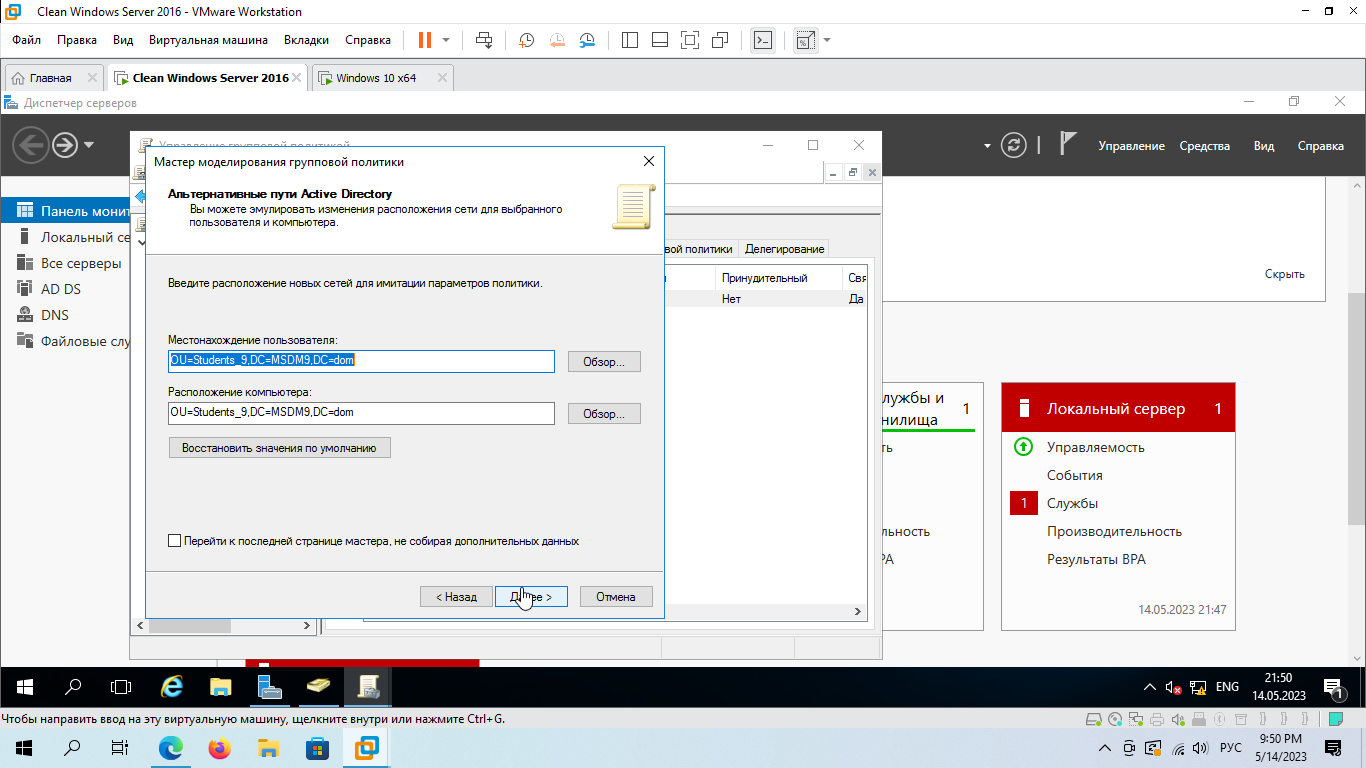 Clean Windows Server 2016 - VMware Workstation
Файл Правка Вид Виртуальная машина Вкладки Справка
Главная Clean Windows Server 2016 Windows 10 x64
Диспетчер серверов
Управление Средства Вид Справка
Управление групповой политикой
Мастер моделирования групповой политики
Альтернативные пути Active Directory
Вы можете эмулировать изменения расположения сети для выбранного
пользователя и компьютера.
Введите расположение новых сетей для имитации параметров политики.
Местонахождение пользователя:
OU=Students_9,DC=MSDM9,DC=dom
Обзор...
Расположение компьютера:
OU=Students_9,DC=MSDM9,DC=dom
Обзор...
Восстановить значения по умолчанию
Перейти к последней странице мастера, не собирая дополнительных данных
< Назад
Далее >
Отмена
Панель монит
Локальный се
Все серверы
AD DS
DNS
Файловые слу
вой политики Делегирование
Принудительный Свя
Нет Да
Скрыть
лужбы и
нилища
1
ть
льность
PA
Локальный сервер 1
Управляемость
События
1 Службы
Производительность
Результаты BPA
14.05.2023 21:47
ENG
21:50
14.05.2023
1
Чтобы направить ввод на эту виртуальную машину, щелкните внутри или нажмите Ctrl+G.
РУС
9:50 PM
5/14/2023